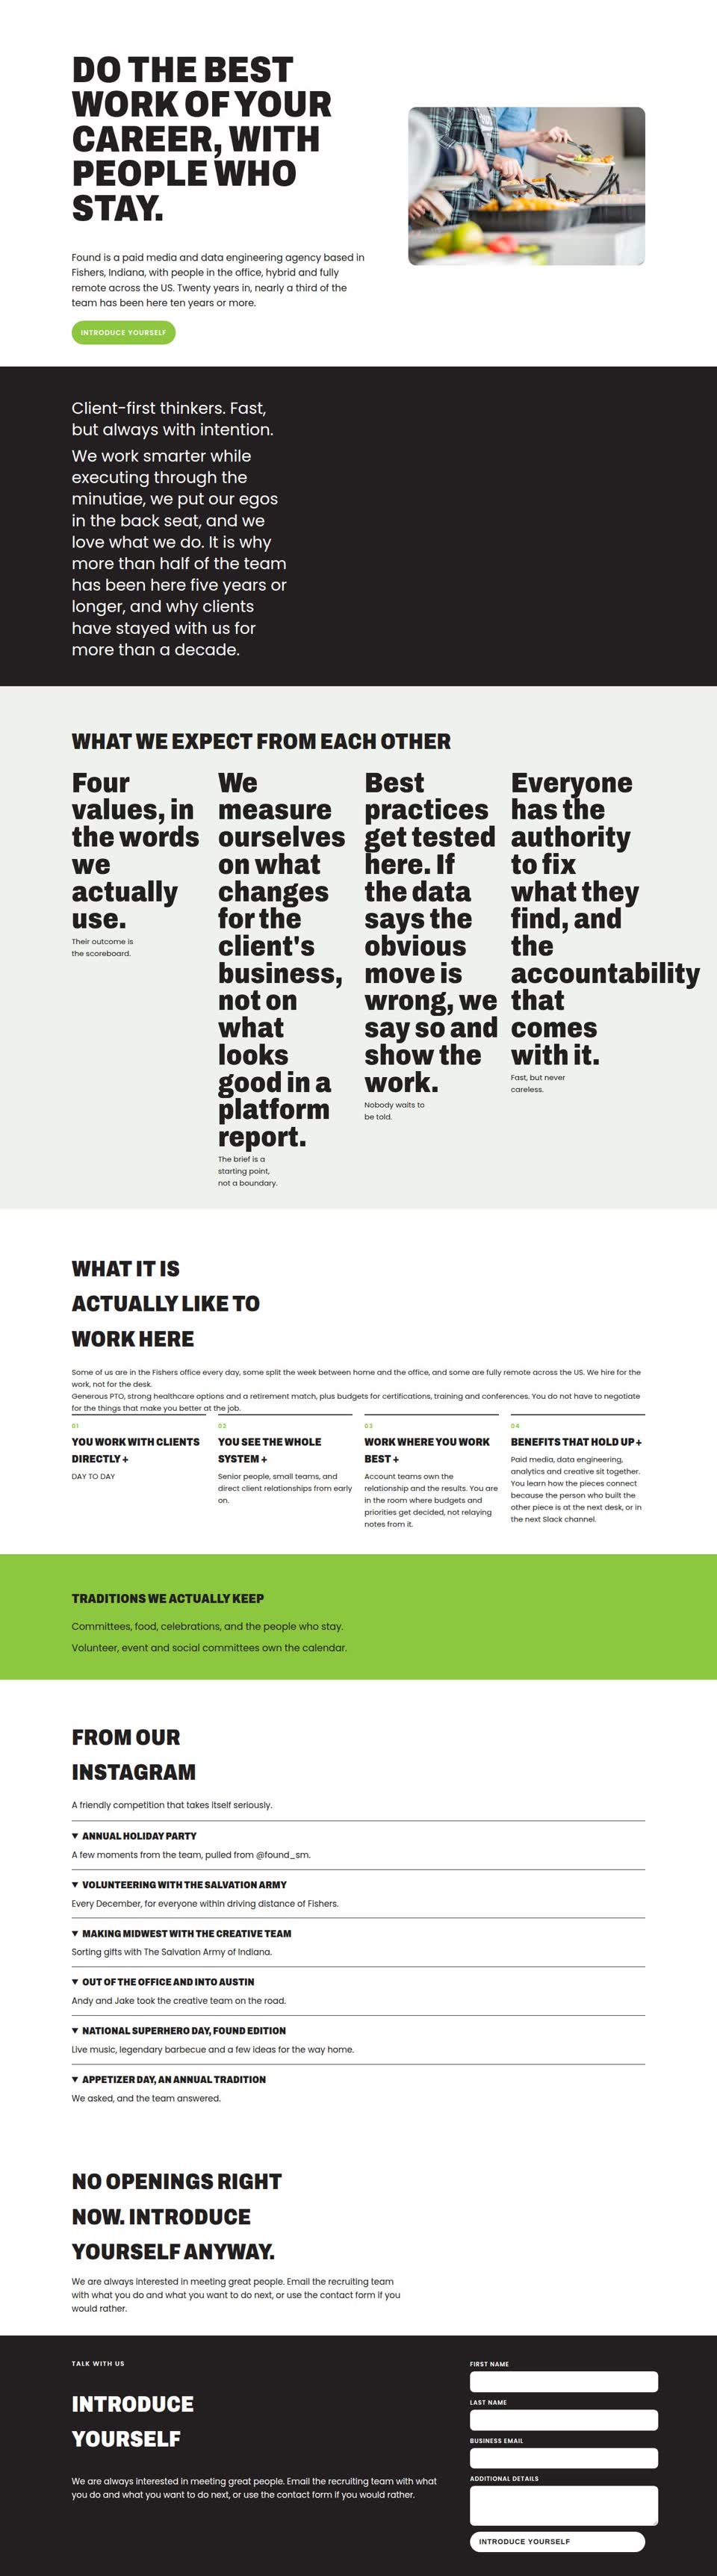 DO THE BEST
WORK OF YOUR
CAREER, WITH
PEOPLE WHO
STAY.
Found is a paid media and data engineering agency based in
Fishers, Indiana, with people in the office, hybrid and fully
remote across the US. Twenty years in, nearly a third of the
team has been here ten years or more.
INTRODUCE YOURSELF
Client-first thinkers. Fast,
but always with intention.
We work smarter while
executing through the
minutiae, we put our egos
in the back seat, and we
love what we do. It is why
more than half of the team
has been here five years or
longer, and why clients
have stayed with us for
more than a decade.
WHAT WE EXPECT FROM EACH OTHER
Four
values, in
the words
we
actually
use.
Their outcome is
the scoreboard.
We
measure
ourselves
on what
changes
for the
client's
business,
not on
what
looks
good in a
platform
report.
The brief is a
starting point,
not a boundary.
Best
practices
get tested
here. If
the data
says the
obvious
move is
wrong, we
say so and
show the
work.
Nobody waits to
be told.
Everyone
has the
authority
to fix
what they
find, and
the
accountability
that
comes
with it.
Fast, but never
careless.
WHAT IT IS
ACTUALLY LIKE TO
WORK HERE
Some of us are in the Fishers office every day, some split the week between home and the office, and some are fully remote across the US. We hire for the
work, not for the desk.
Generous PTO, strong healthcare options and a retirement match, plus budgets for certifications, training and conferences. You do not have to negotiate
for the things that make you better at the job.
01
YOU WORK WITH CLIENTS
DIRECTLY +
DAY TO DAY
02
YOU SEE THE WHOLE
SYSTEM +
Senior people, small teams, and
direct client relationships from early
on.
03
WORK WHERE YOU WORK
BEST +
Account teams own the
relationship and the results. You are
in the room where budgets and
priorities get decided, not relaying
notes from it.
04
BENEFITS THAT HOLD UP +
Paid media, data engineering,
analytics and creative sit together.
You learn how the pieces connect
because the person who built the
other piece is at the next desk, or in
the next Slack channel.
TRADITIONS WE ACTUALLY KEEP
Committees, food, celebrations, and the people who stay.
Volunteer, event and social committees own the calendar.
FROM OUR
INSTAGRAM
A friendly competition that takes itself seriously.
▼ ANNUAL HOLIDAY PARTY
A few moments from the team, pulled from @found_sm.
▼ VOLUNTEERING WITH THE SALVATION ARMY
Every December, for everyone within driving distance of Fishers.
▼ MAKING MIDWEST WITH THE CREATIVE TEAM
Sorting gifts with The Salvation Army of Indiana.
▼ OUT OF THE OFFICE AND INTO AUSTIN
Andy and Jake took the creative team on the road.
▼ NATIONAL SUPERHERO DAY, FOUND EDITION
Live music, legendary barbecue and a few ideas for the way home.
▼ APPETIZER DAY, AN ANNUAL TRADITION
We asked, and the team answered.
NO OPENINGS RIGHT
NOW. INTRODUCE
YOURSELF ANYWAY.
We are always interested in meeting great people. Email the recruiting team
with what you do and what you want to do next, or use the contact form if you
would rather.
TALK WITH US
INTRODUCE
YOURSELF
We are always interested in meeting great people. Email the recruiting team with what
you do and what you want to do next, or use the contact form if you would rather.
FIRST NAME
LAST NAME
BUSINESS EMAIL
ADDITIONAL DETAILS
INTRODUCE YOURSELF